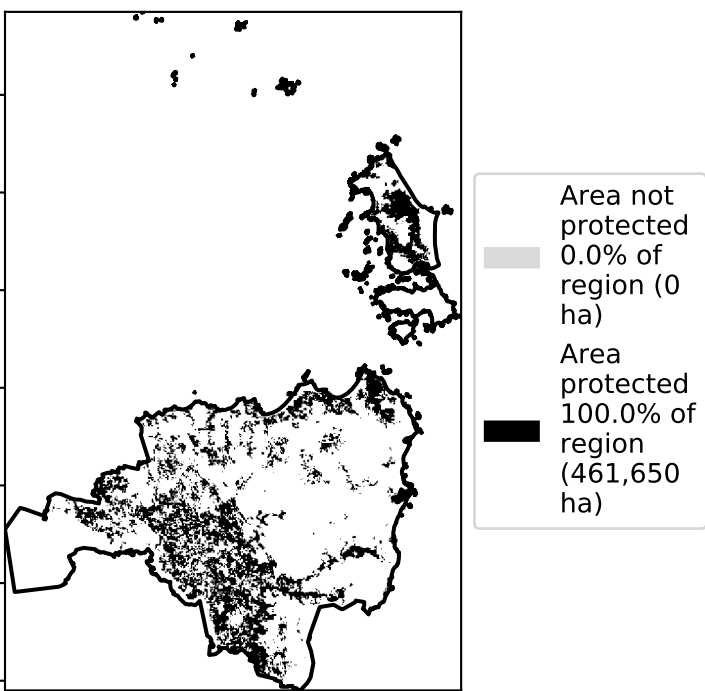 Area not
protected
0.0% of
region (0
ha)
Area
protected
100.0% of
region
(461,650
ha)